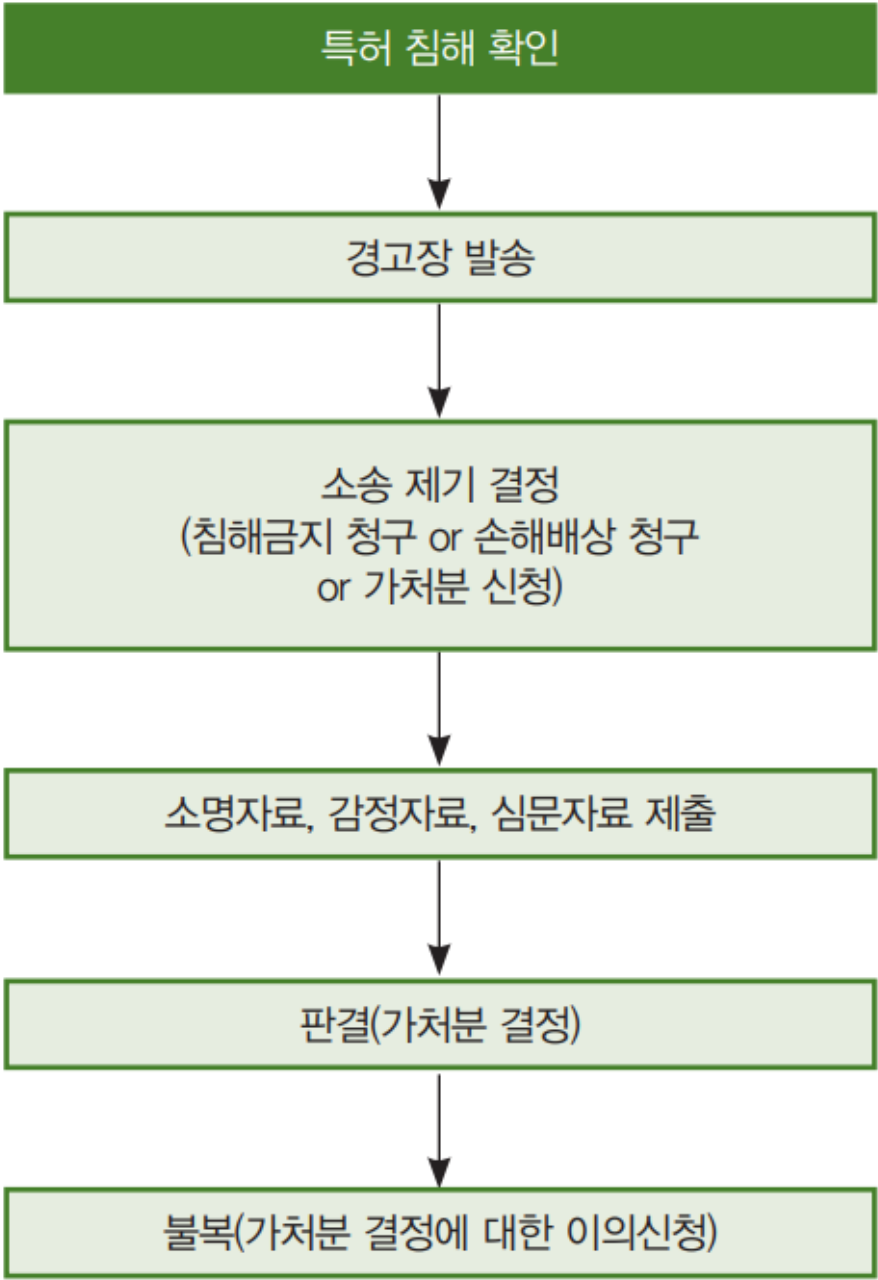 특허 침해 확인
경고장 발송
소송 제기 결정
(침해금지 청구 or 손해배상 청구
or 가처분 신청)
소명자료, 감정자료, 심문자료 제출
판결(가처분 결정)
불복(가처분 결정에 대한 이의신청)